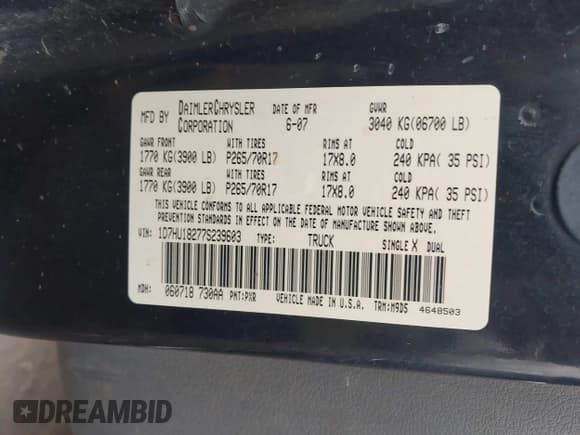 MFD BY DAIMLERCHRYSLER CORPORATION DATE OF MFR 6-07 GVWR 3040 KG(06700 LB)
GAWR FRONT WITH TIRES RIMS AT COLD
1770 KG(3900 LB) P265/70R17 17X8.0 240 KPA( 35 PSI)
GAWR REAR WITH TIRES RIMS AT COLD
1770 KG(3900 LB) P265/70R17 17X8.0 240 KPA( 35 PSI)
THIS VEHICLE CONFORMS TO ALL APPLICABLE FEDERAL MOTOR VEHICLE SAFETY AND THEFT
PREVENTION STANDARDS IN EFFECT ON THE DATE OF MANUFACTURE SHOWN ABOVE.
VIN: 1D7HU18277S239603 TYPE: TRUCK SINGLE X DUAL
MDH: 060718 730AA PNT:PXR VEHICLE MADE IN U.S.A. TRM:M9D5 4648503
DREAMBID